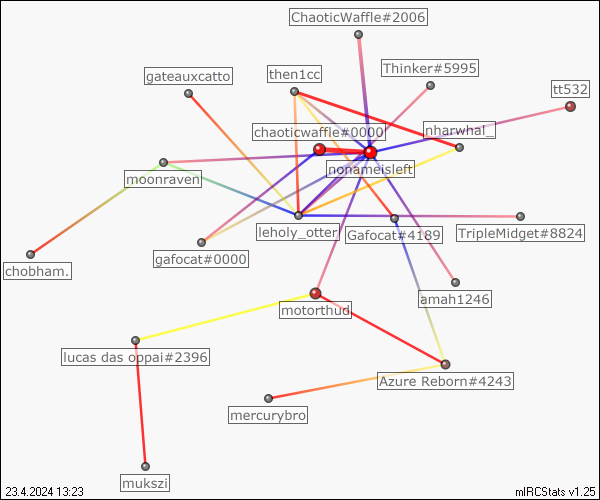 ChaoticWaffle#2006
Thinker#5995
then1cc
gateauxcatto
tt532
chaoticwaffle#0000
nharwhal_
nonameisleft
moonraven
leholy_otter
Gafocat#4189
TripleMidget#8824
gafocat#0000
chobham.
amah1246
motorthud
lucas das oppai#2396
Azure Reborn#4243
mercurybro
mukszi
23.4.2024 13:23
mIRCStats v1.25